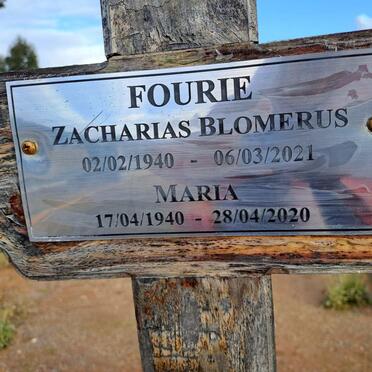 FOURIE
ZACHARIAS BLOMERUS
02/02/1940 - 06/03/2021
MARIA
17/04/1940 - 28/04/2020